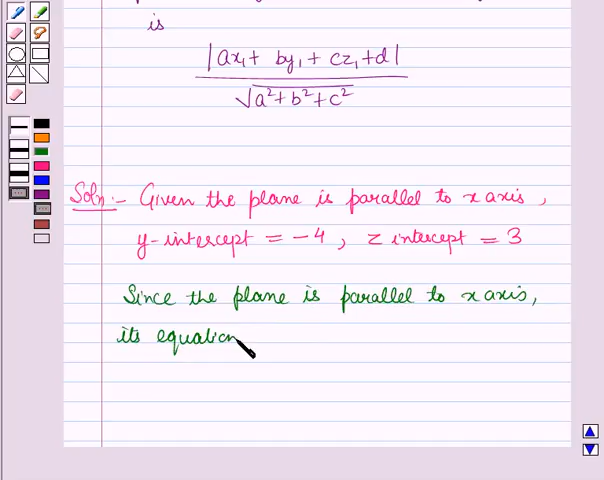 is
|ax₁ + by₁ + cz₁ + d|
√a² + b² + c²
Soln :- Given the plane is parallel to x axis,
y-intercept = -4, z intercept = 3
Since the plane is parallel to x axis,
its equation